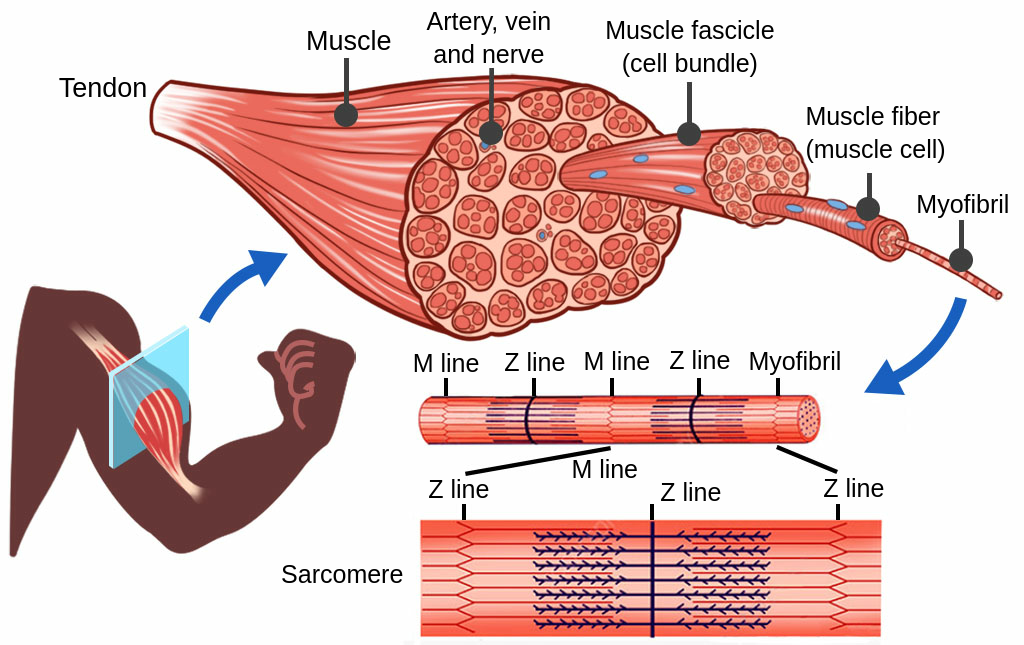 Artery, vein
and nerve
Muscle fascicle
(cell bundle)
Muscle
Tendon
Muscle fiber
(muscle cell)
Myofibril
M line
Z line
M line
Z line
Myofibril
M line
Z line
Z line
Z line
Sarcomere